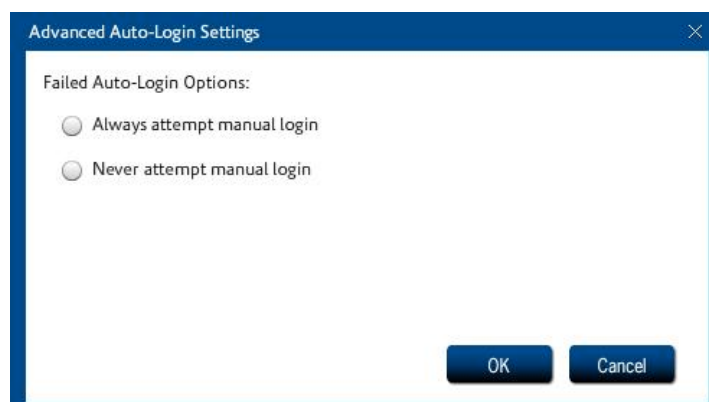 Advanced Auto-Login Settings
Failed Auto-Login Options:
Always attempt manual login
Never attempt manual login
OK Cancel